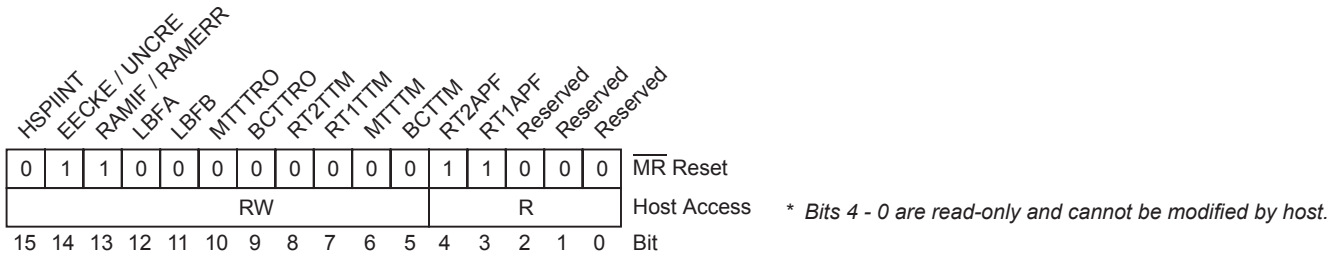 HSPIINT
EECKE / UNCRE
RAMIF / RAMERR
LBFA
LBFB
MTTTRO
BCTTRO
RT2TTM
RT1TTM
MTTTM
BCTTM
RT2APF
RT1APF
Reserved
Reserved
Reserved
0 1 1 0 0 0 0 0 0 0 0 1 1 0 0 0 MR Reset
RW R Host Access * Bits 4 - 0 are read-only and cannot be modified by host.
15 14 13 12 11 10 9 8 7 6 5 4 3 2 1 0 Bit